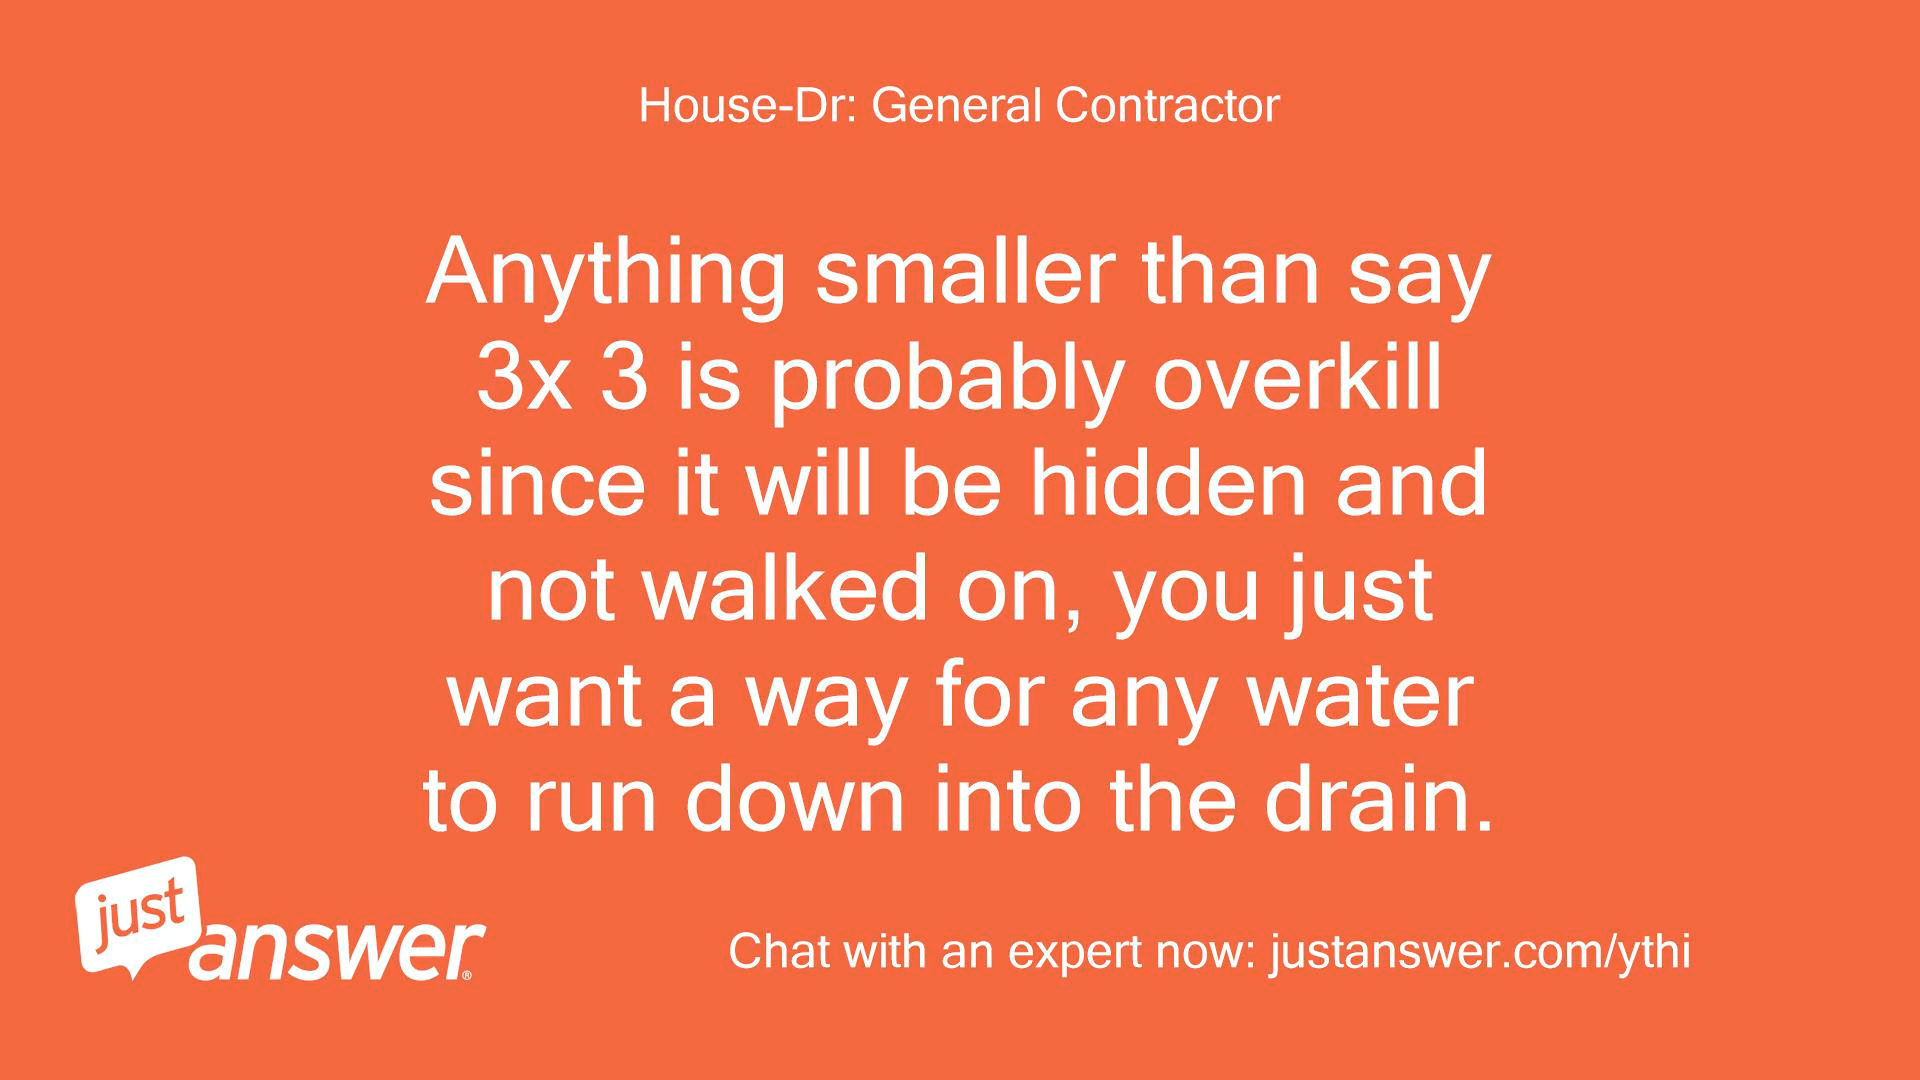 House-Dr: General Contractor
Anything smaller than say
3x 3 is probably overkill
since it will be hidden and
not walked on, you just
want a way for any water
to run down into the drain.
just
answer®
Chat with an expert now: justanswer.com/ythi